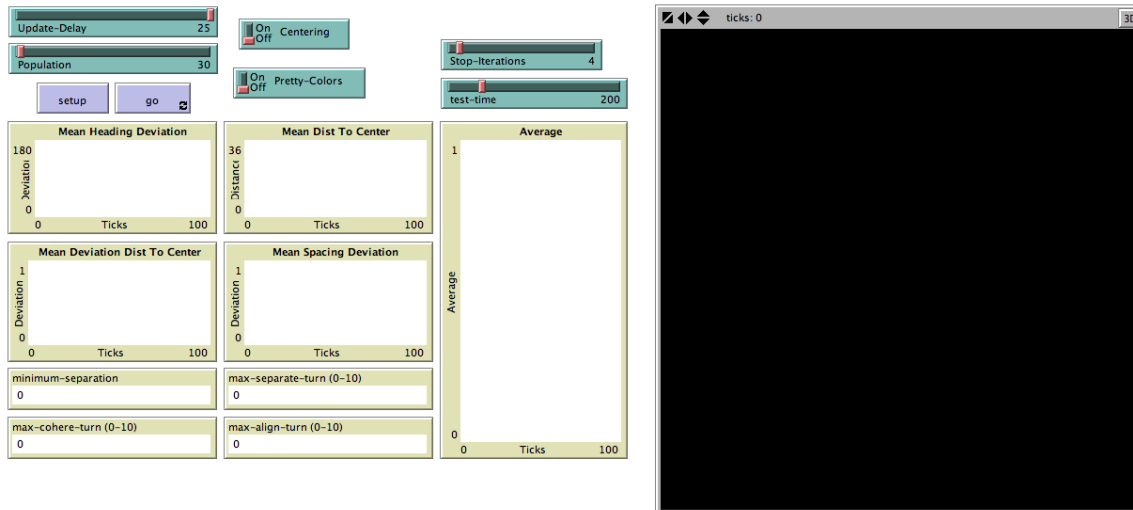 Update-Delay 25
Population 30
On
Off
Centering
On
Off
Pretty-Colors
Stop-Iterations 4
test-time 200
setup
go
ticks: 0
3D
Mean Heading Deviation
180
Deviation
0
0 Ticks 100
Mean Dist To Center
36
Distance
0
0 Ticks 100
Average
1
Average
0
0 Ticks 100
Mean Deviation Dist To Center
1
Deviation
0
0 Ticks 100
Mean Spacing Deviation
1
Deviation
0
0 Ticks 100
minimum-separation
0
max-separate-turn (0-10)
0
max-cohere-turn (0-10)
0
max-align-turn (0-10)
0